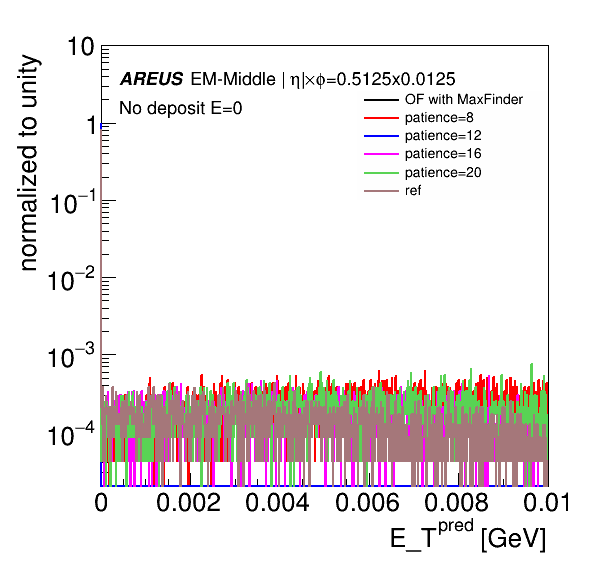 10
AREUS EM-Middle | η|×ϕ=0.5125x0.0125
No deposit E=0
OF with MaxFinder
patience=8
patience=12
patience=16
patience=20
ref
normalized to unity
1
10⁻¹
10⁻²
10⁻³
10⁻⁴
0 0.002 0.004 0.006 0.008 0.01
E_T^pred [GeV]